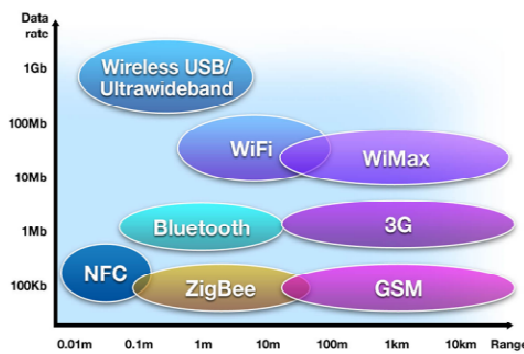 Data
rate
1Gb
Wireless USB/
Ultrawideband
100Mb
WiFi
WiMax
10Mb
1Mb
Bluetooth
3G
NFC
100Kb
ZigBee
GSM
0.01m 0.1m 1m 10m 100m 1km 10km Range